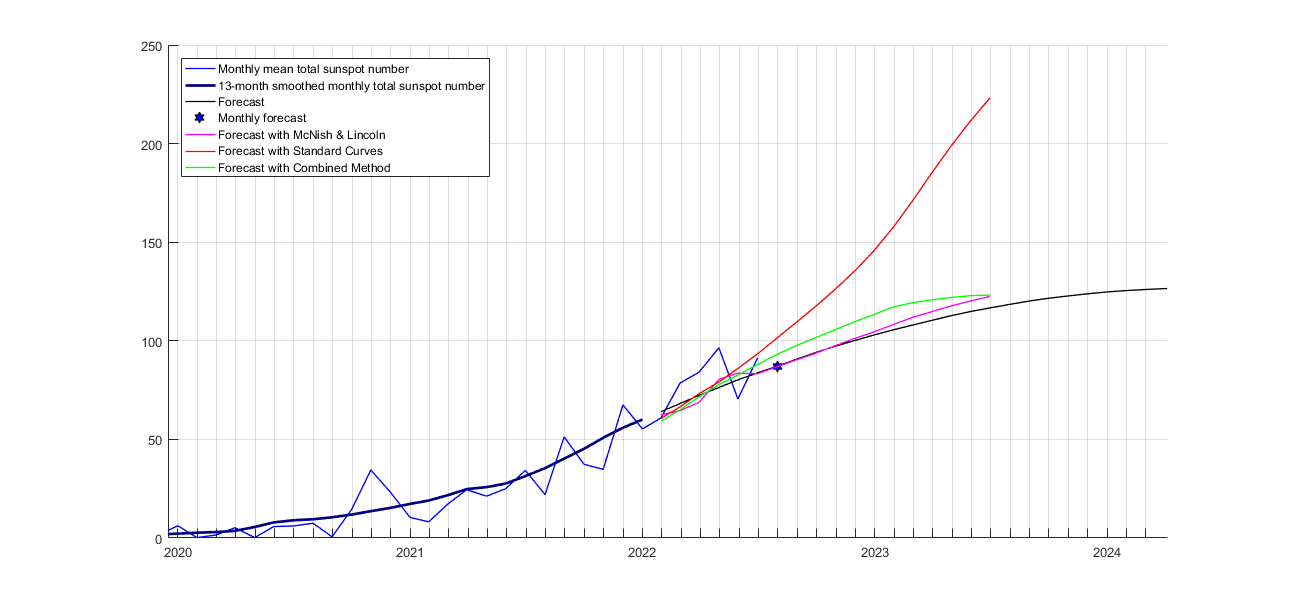 250
Monthly mean total sunspot number
13-month smoothed monthly total sunspot number
Forecast
Monthly forecast
Forecast with McNish & Lincoln
Forecast with Standard Curves
Forecast with Combined Method
200
150
100
50
0
2020 2021 2022 2023 2024